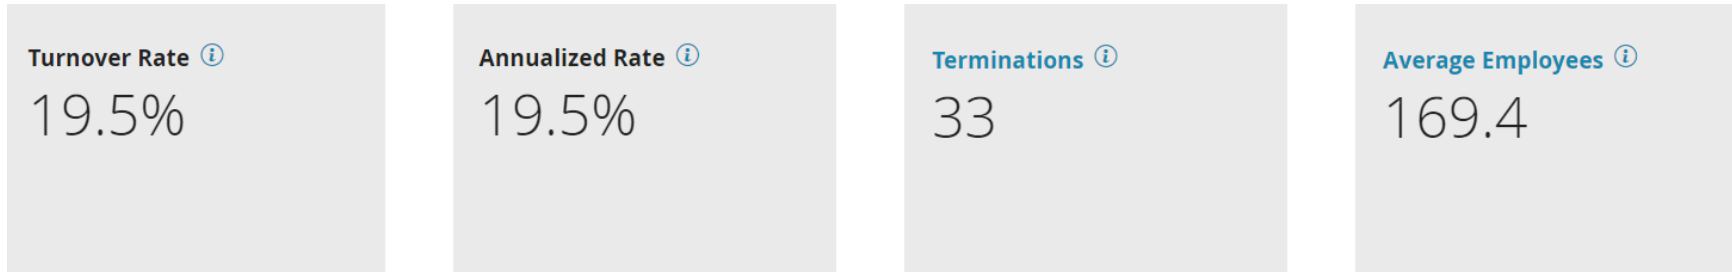 Turnover Rate
19.5%
Annualized Rate
19.5%
Terminations
33
Average Employees
169.4